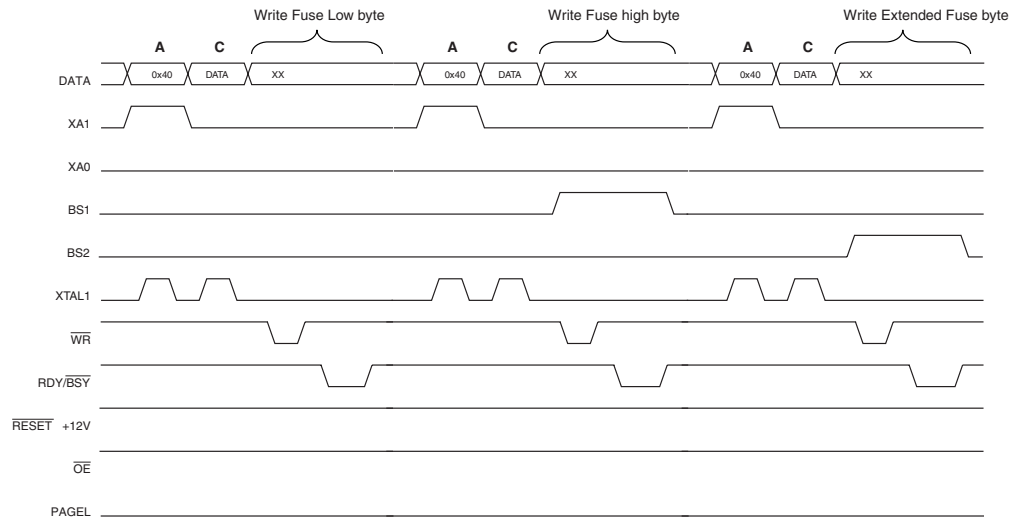 Write Fuse Low byte Write Fuse high byte Write Extended Fuse byte
A C A C A C
DATA 0x40 DATA XX 0x40 DATA XX 0x40 DATA XX
XA1
XA0
BS1
BS2
XTAL1
WR
RDY/BSY
RESET +12V
OE
PAGEL